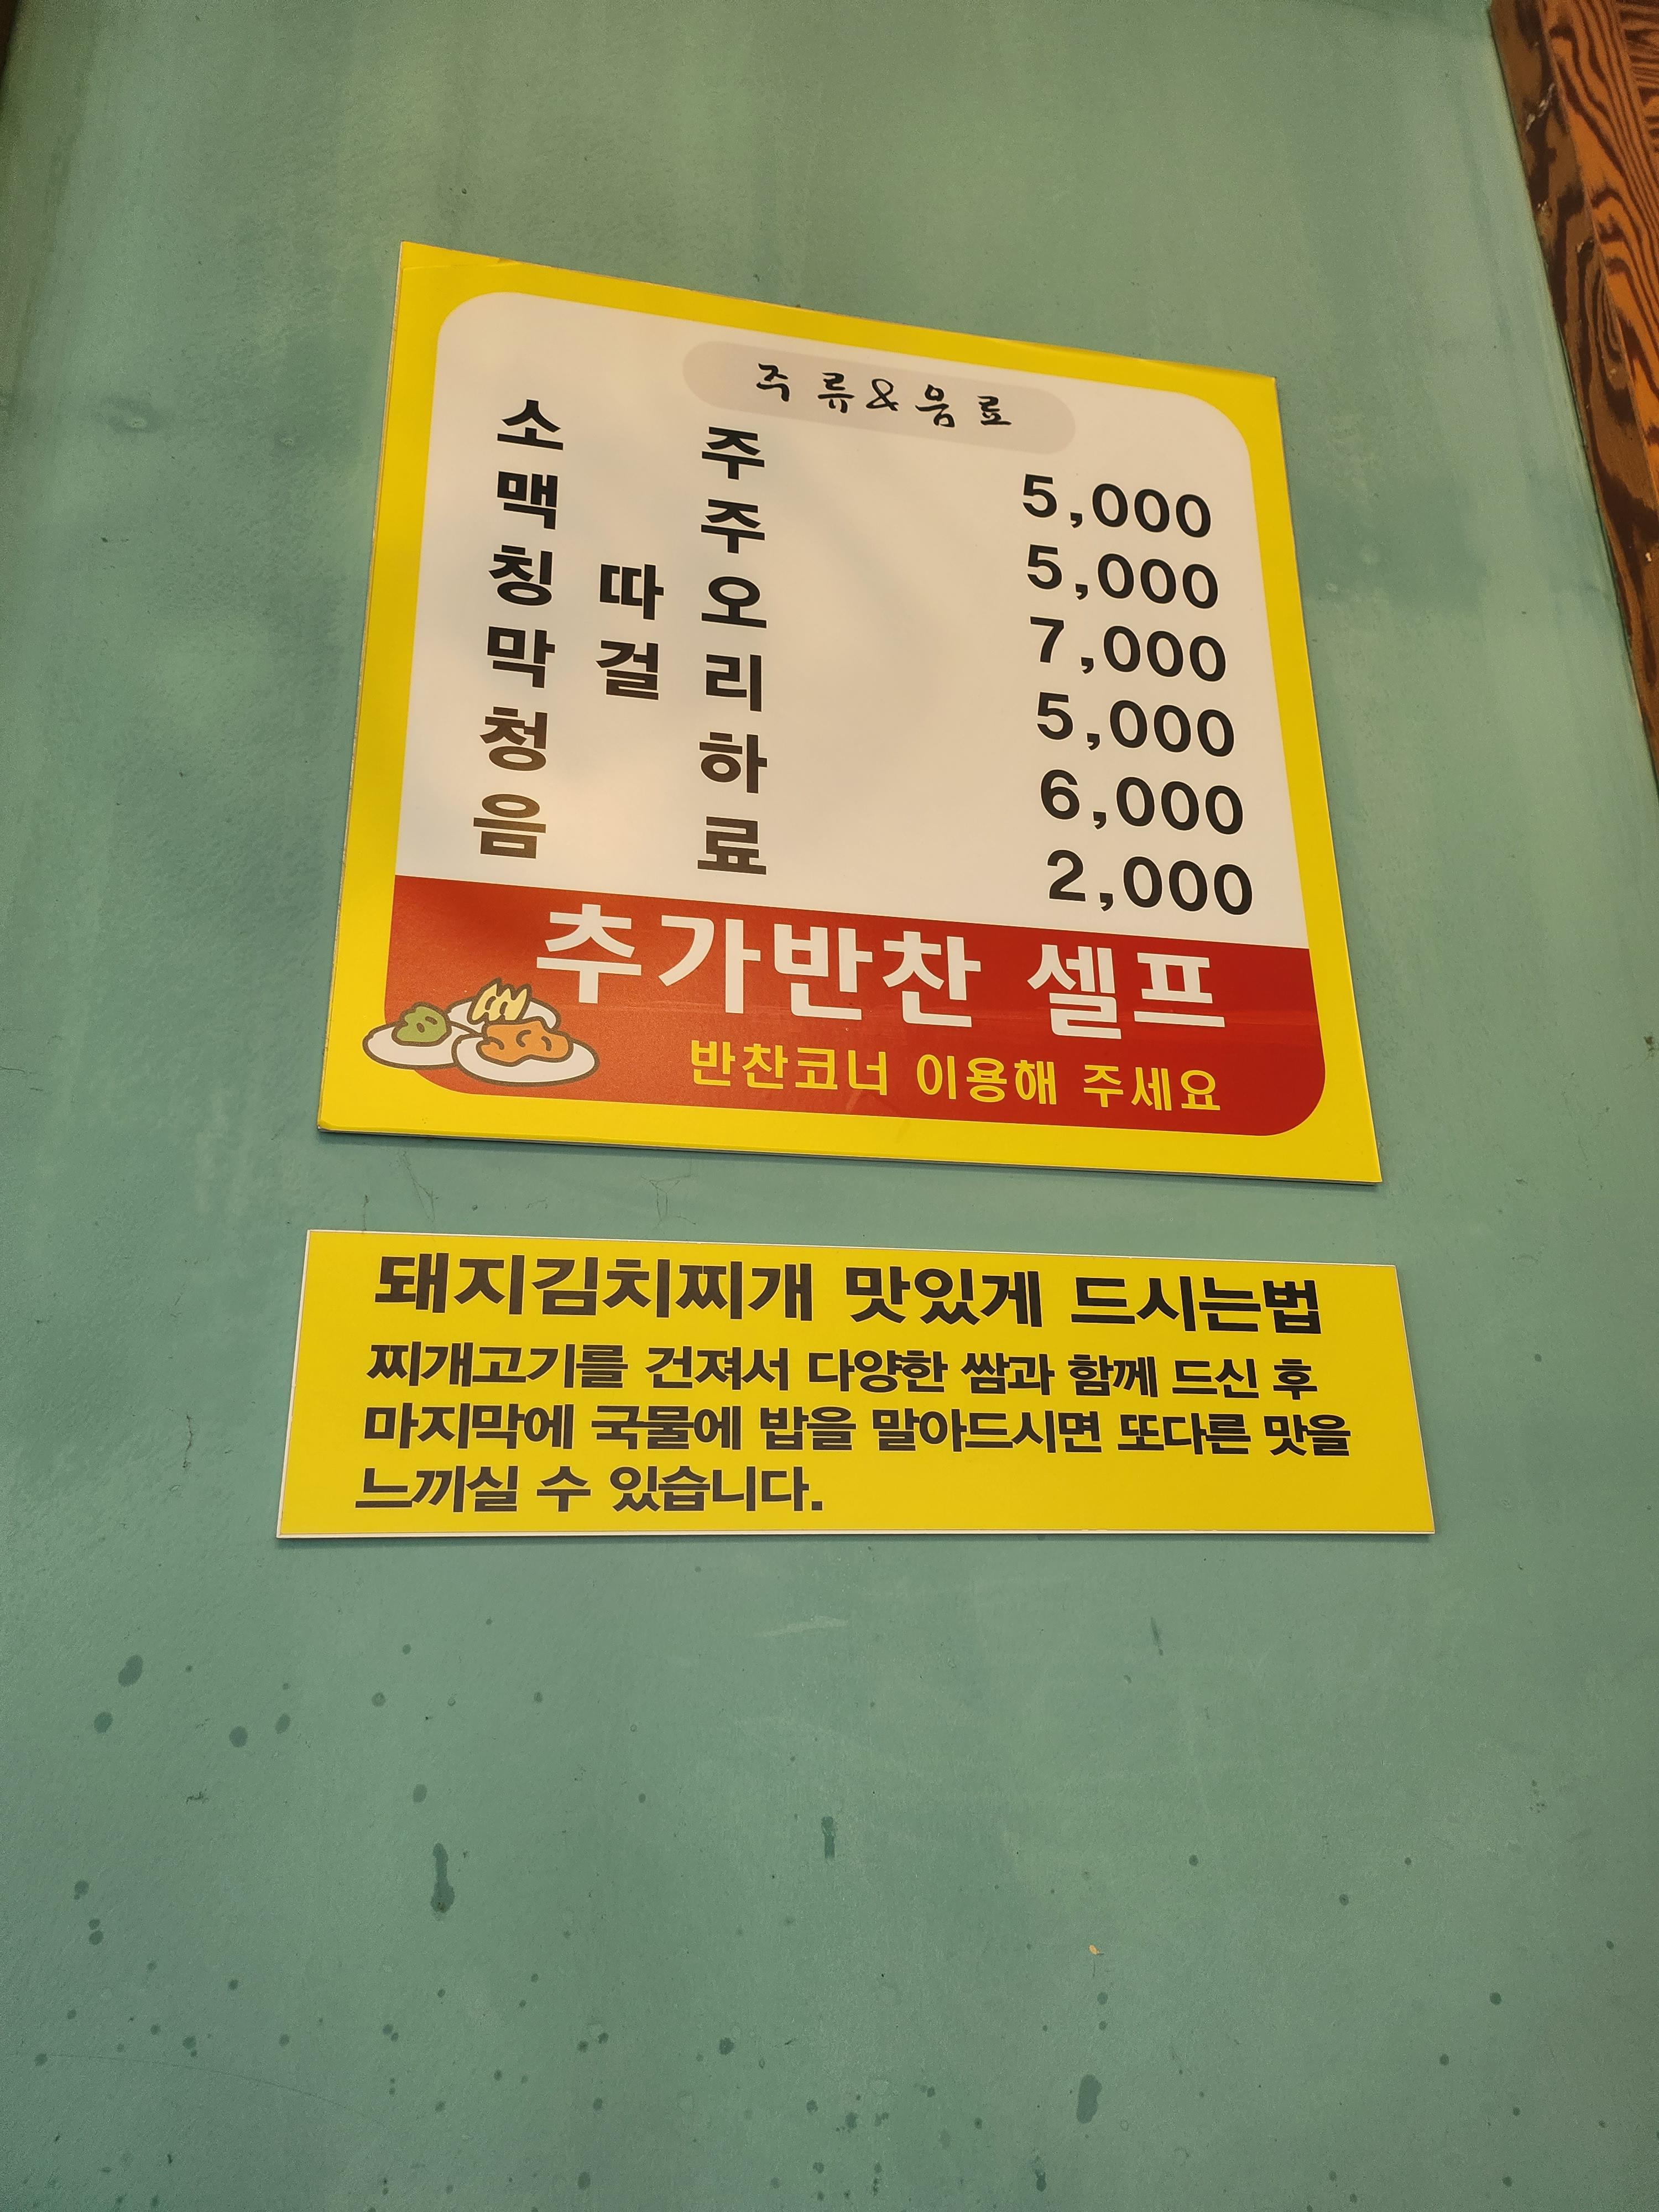 주류&음료
소주 5,000
맥주 5,000
칭따오 7,000
막걸리 5,000
청하 6,000
음료 2,000
추가반찬 셀프
반찬코너 이용해 주세요
돼지김치찌개 맛있게 드시는법
찌개고기를 건져서 다양한 쌈과 함께 드신 후
마지막에 국물에 밥을 말아드시면 또다른 맛을
느끼실 수 있습니다.